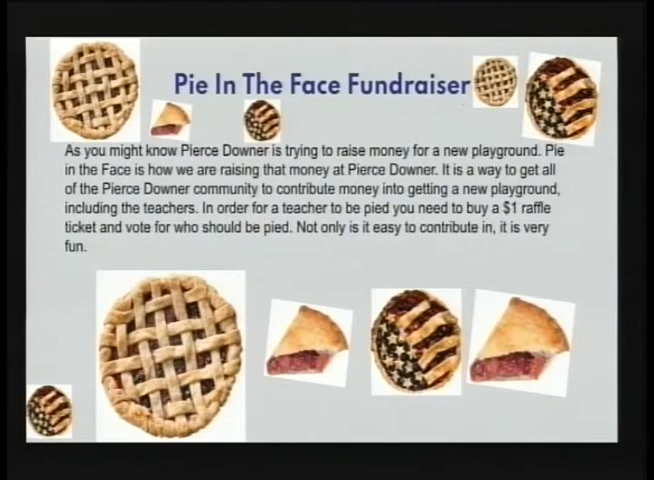 Pie In The Face Fundraiser
As you might know Pierce Downer is trying to raise money for a new playground. Pie
in the Face is how we are raising that money at Pierce Downer. It is a way to get all
of the Pierce Downer community to contribute money into getting a new playground,
including the teachers. In order for a teacher to be pied you need to buy a $1 raffle
ticket and vote for who should be pied. Not only is it easy to contribute in, it is very
fun.